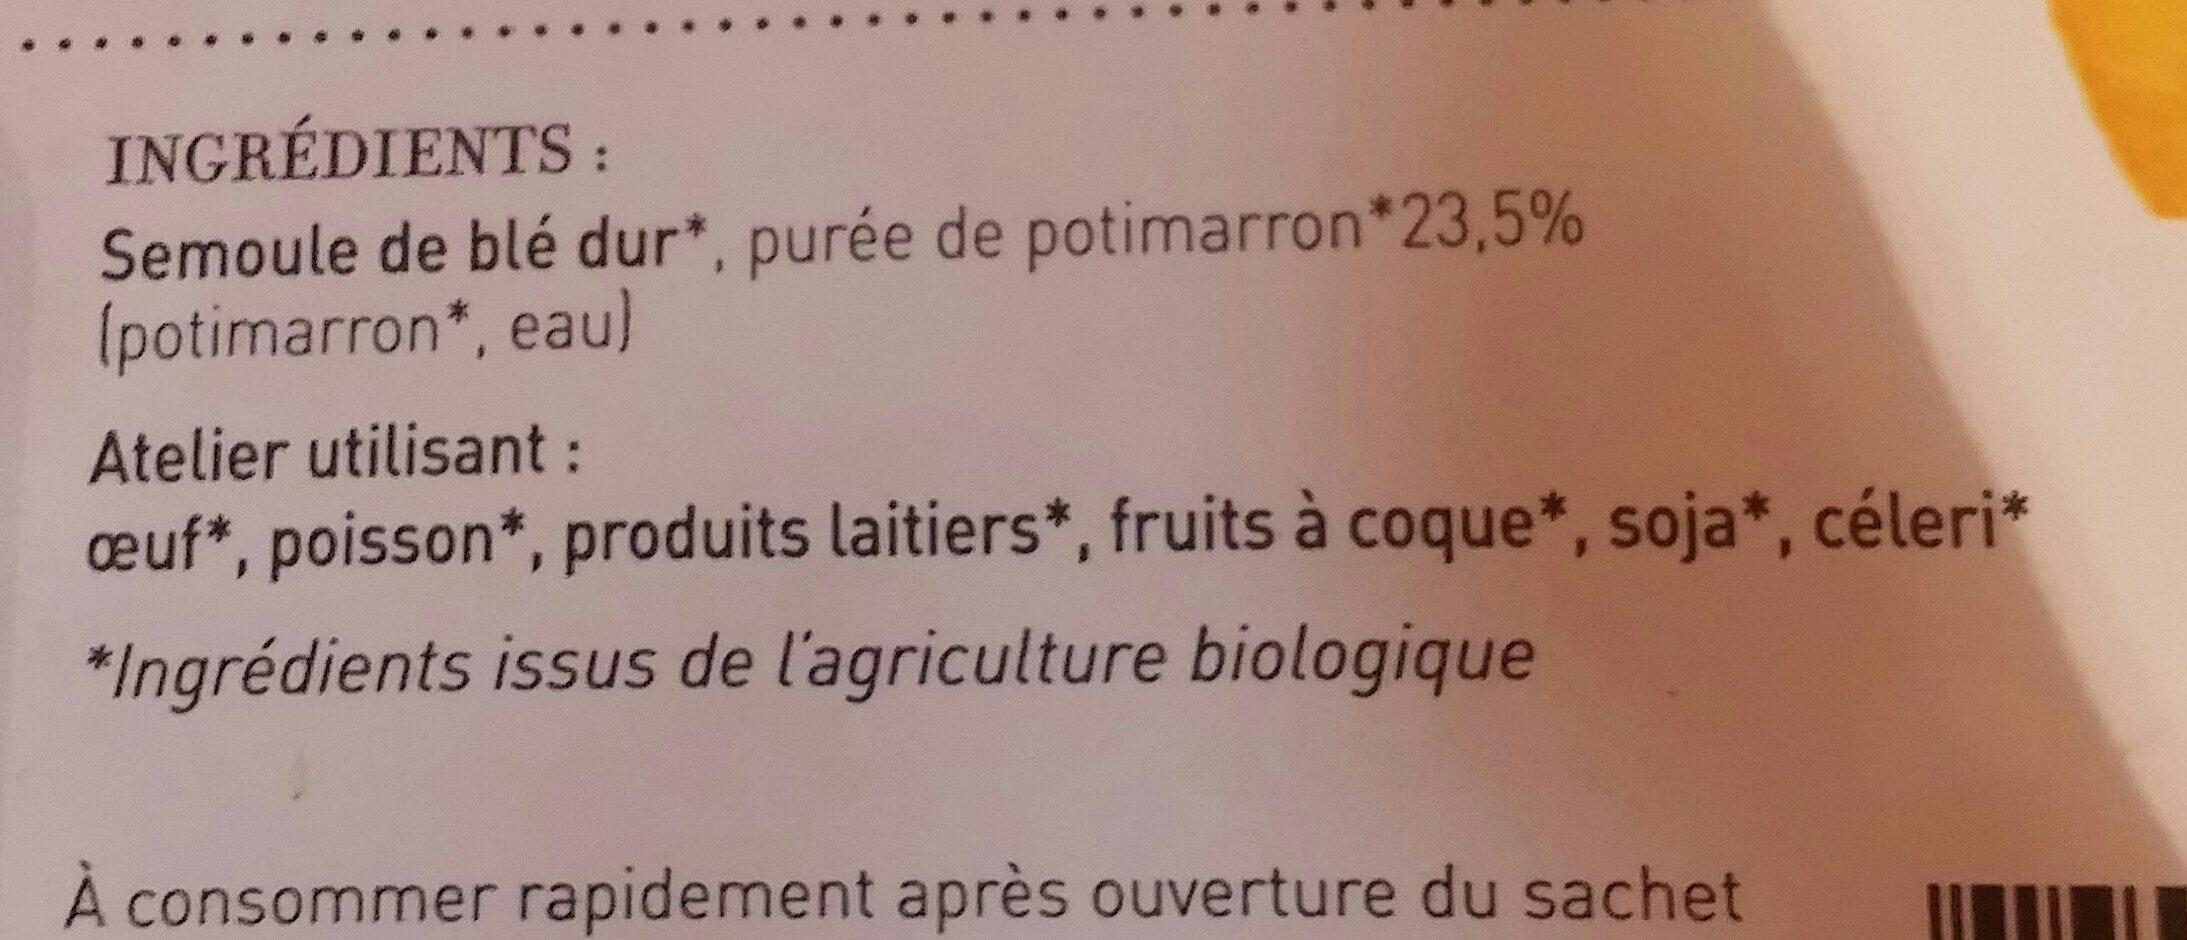 INGRÉDIENTS :
Semoule de blé dur*, purée de potimarron*23,5%
(potimarron*, eau)
Atelier utilisant :
œuf*, poisson*, produits laitiers*, fruits à coque*, soja*, céleri*
*Ingrédients issus de l'agriculture biologique
À consommer rapidement après ouverture du sachet